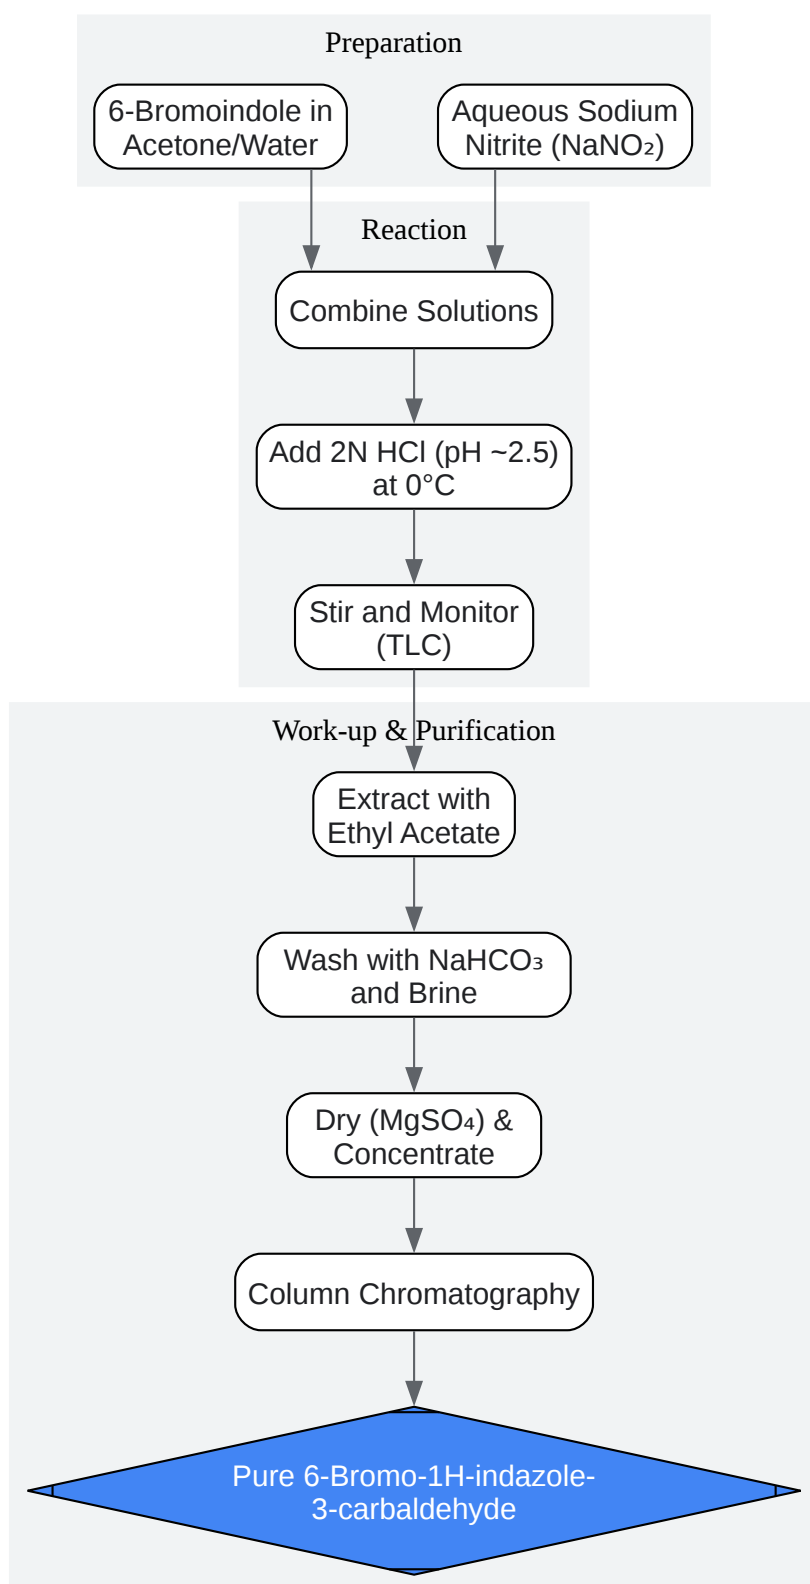 Preparation
6-Bromoindole in
Acetone/Water
Aqueous Sodium
Nitrite (NaNO₂)
Reaction
Combine Solutions
Add 2N HCl (pH ~2.5)
at 0°C
Stir and Monitor
(TLC)
Work-up & Purification
Extract with
Ethyl Acetate
Wash with NaHCO₃
and Brine
Dry (MgSO₄) &
Concentrate
Column Chromatography
Pure 6-Bromo-1H-indazole-
3-carbaldehyde